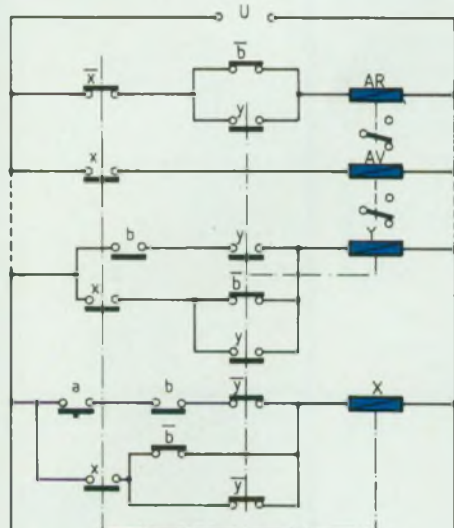 U
b̅
x̅ AR
y
x AV
b y Y
x b̅
y
a b y̅ X
b̅
x y̅